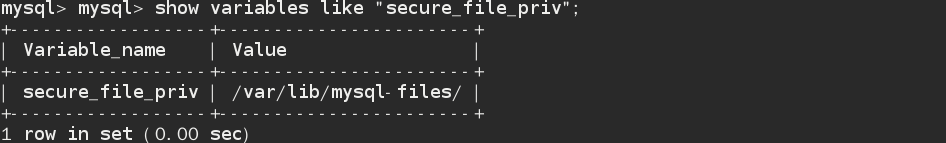 mysql> mysql> show variables like "secure_file_priv";
+------------------+-----------------------+
| Variable_name    | Value                 |
+------------------+-----------------------+
| secure_file_priv | /var/lib/mysql-files/ |
+------------------+-----------------------+
1 row in set (0.00 sec)